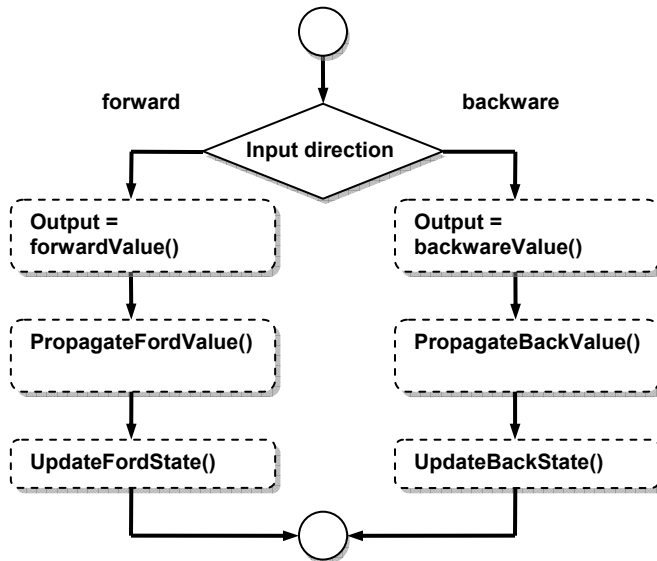 forward
backware
Input direction
Output =
forwardValue()
Output =
backwareValue()
PropagateFordValue()
PropagateBackValue()
UpdateFordState()
UpdateBackState()